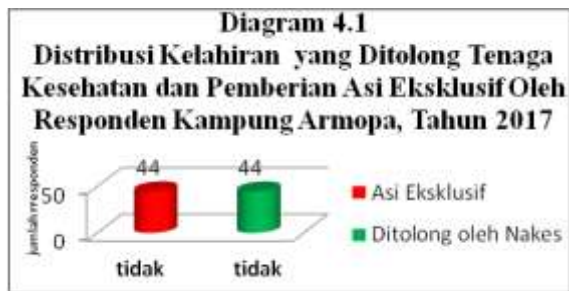 Diagram 4.1
Distribusi Kelahiran yang Ditolong Tenaga
Kesehatan dan Pemberian Asi Eksklusif Oleh
Responden Kampung Armopa, Tahun 2017
jumlah rresponden
50
0
44 44
tidak tidak
Asi Eksklusif
Ditolong oleh Nakes